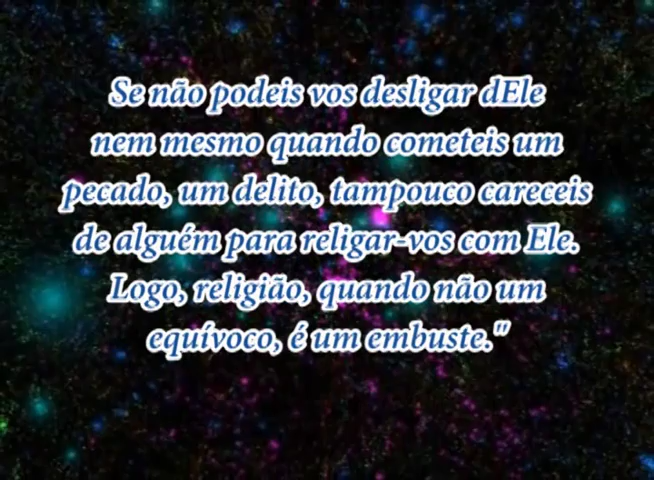 Se não podeis vos desligar dEle
nem mesmo quando cometeis um
pecado, um delito, tampouco careceis
de alguém para religar-vos com Ele.
Logo, religião, quando não um
equívoco, é um embuste."